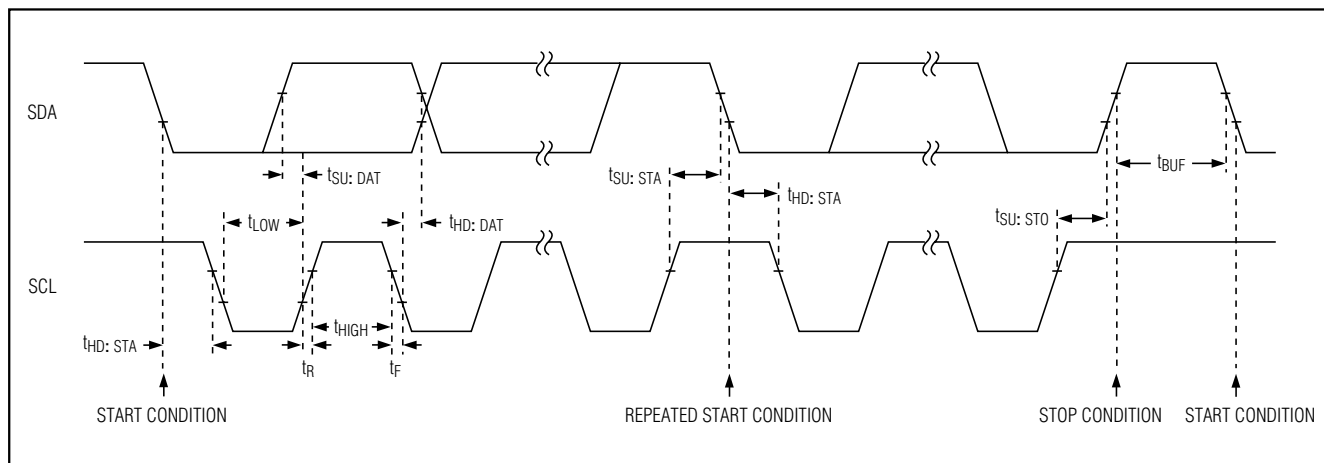 SDA
tSU: DAT
tLOW
tHD: DAT
tSU: STA
tHD: STA
tBUF
tSU: STO
SCL
tHD: STA
tR
tHIGH
tF
START CONDITION
REPEATED START CONDITION
STOP CONDITION
START CONDITION